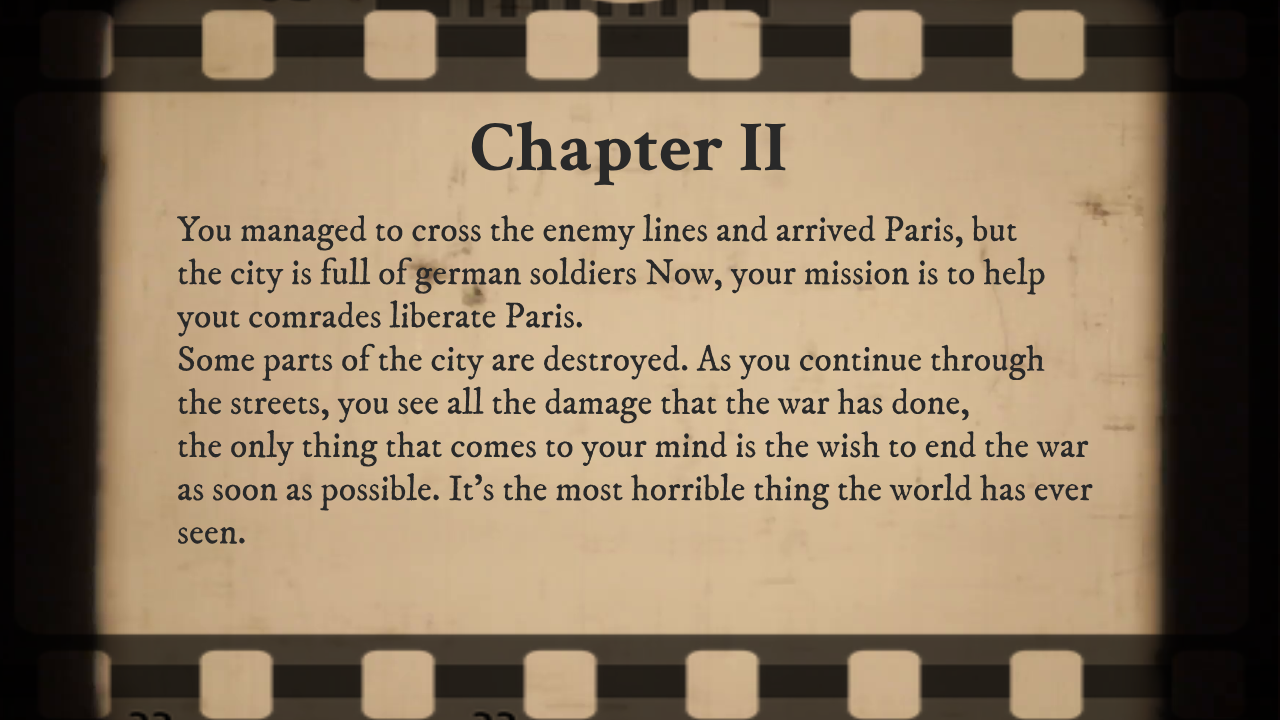 Chapter II
You managed to cross the enemy lines and arrived Paris, but
the city is full of german soldiers Now, your mission is to help
yout comrades liberate Paris.
Some parts of the city are destroyed. As you continue through
the streets, you see all the damage that the war has done,
the only thing that comes to your mind is the wish to end the war
as soon as possible. It's the most horrible thing the world has ever
seen.